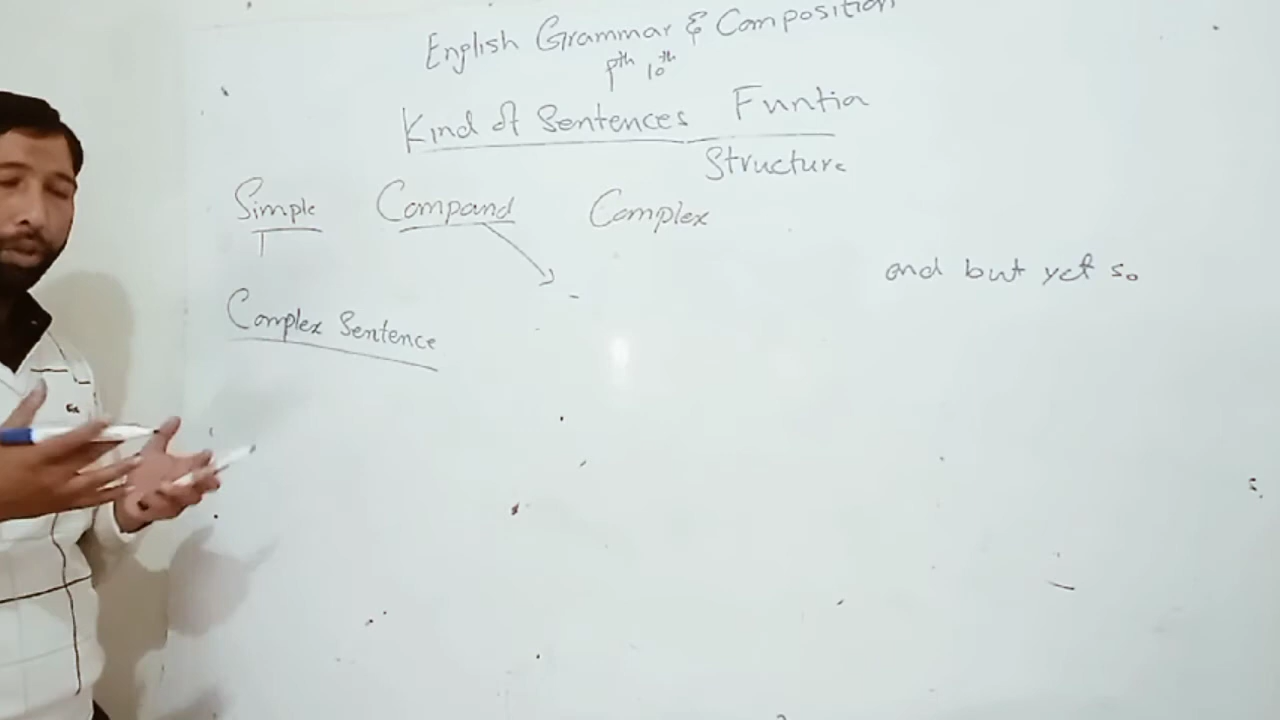 English Grammar & Composition
9th 10th
Kind of Sentences Funtion
Structure
Simple Compand Complex
and but yet so
Complex Sentence